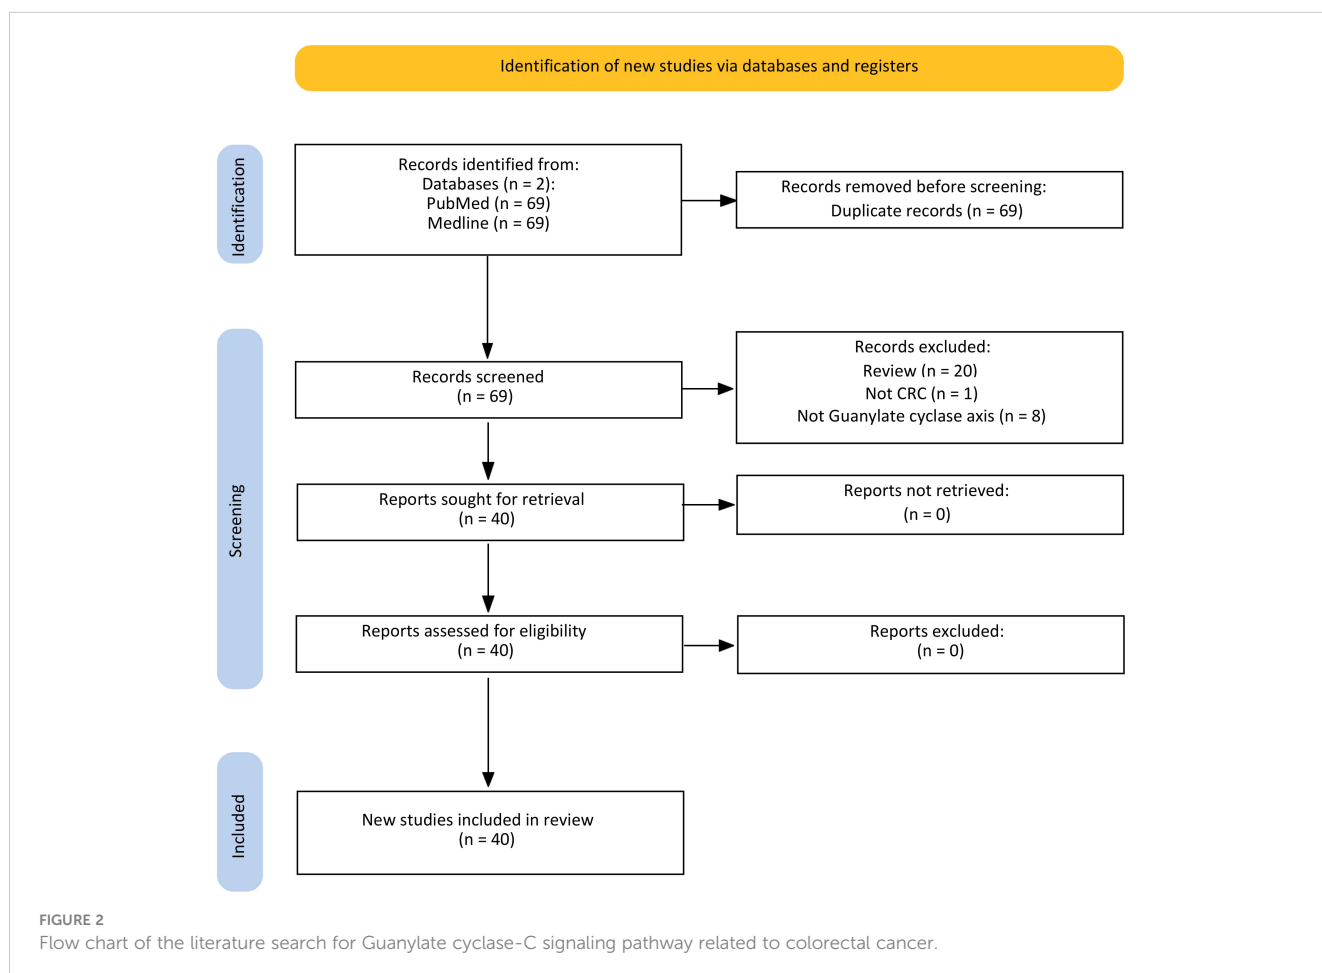 Identification of new studies via databases and registers
Identification
Records identified from:
Databases (n = 2):
PubMed (n = 69)
Medline (n = 69)
Records removed before screening:
Duplicate records (n = 69)
Screening
Records screened
(n = 69)
Records excluded:
Review (n = 20)
Not CRC (n = 1)
Not Guanylate cyclase axis (n = 8)
Reports sought for retrieval
(n = 40)
Reports not retrieved:
(n = 0)
Reports assessed for eligibility
(n = 40)
Reports excluded:
(n = 0)
Included
New studies included in review
(n = 40)
FIGURE 2
Flow chart of the literature search for Guanylate cyclase-C signaling pathway related to colorectal cancer.